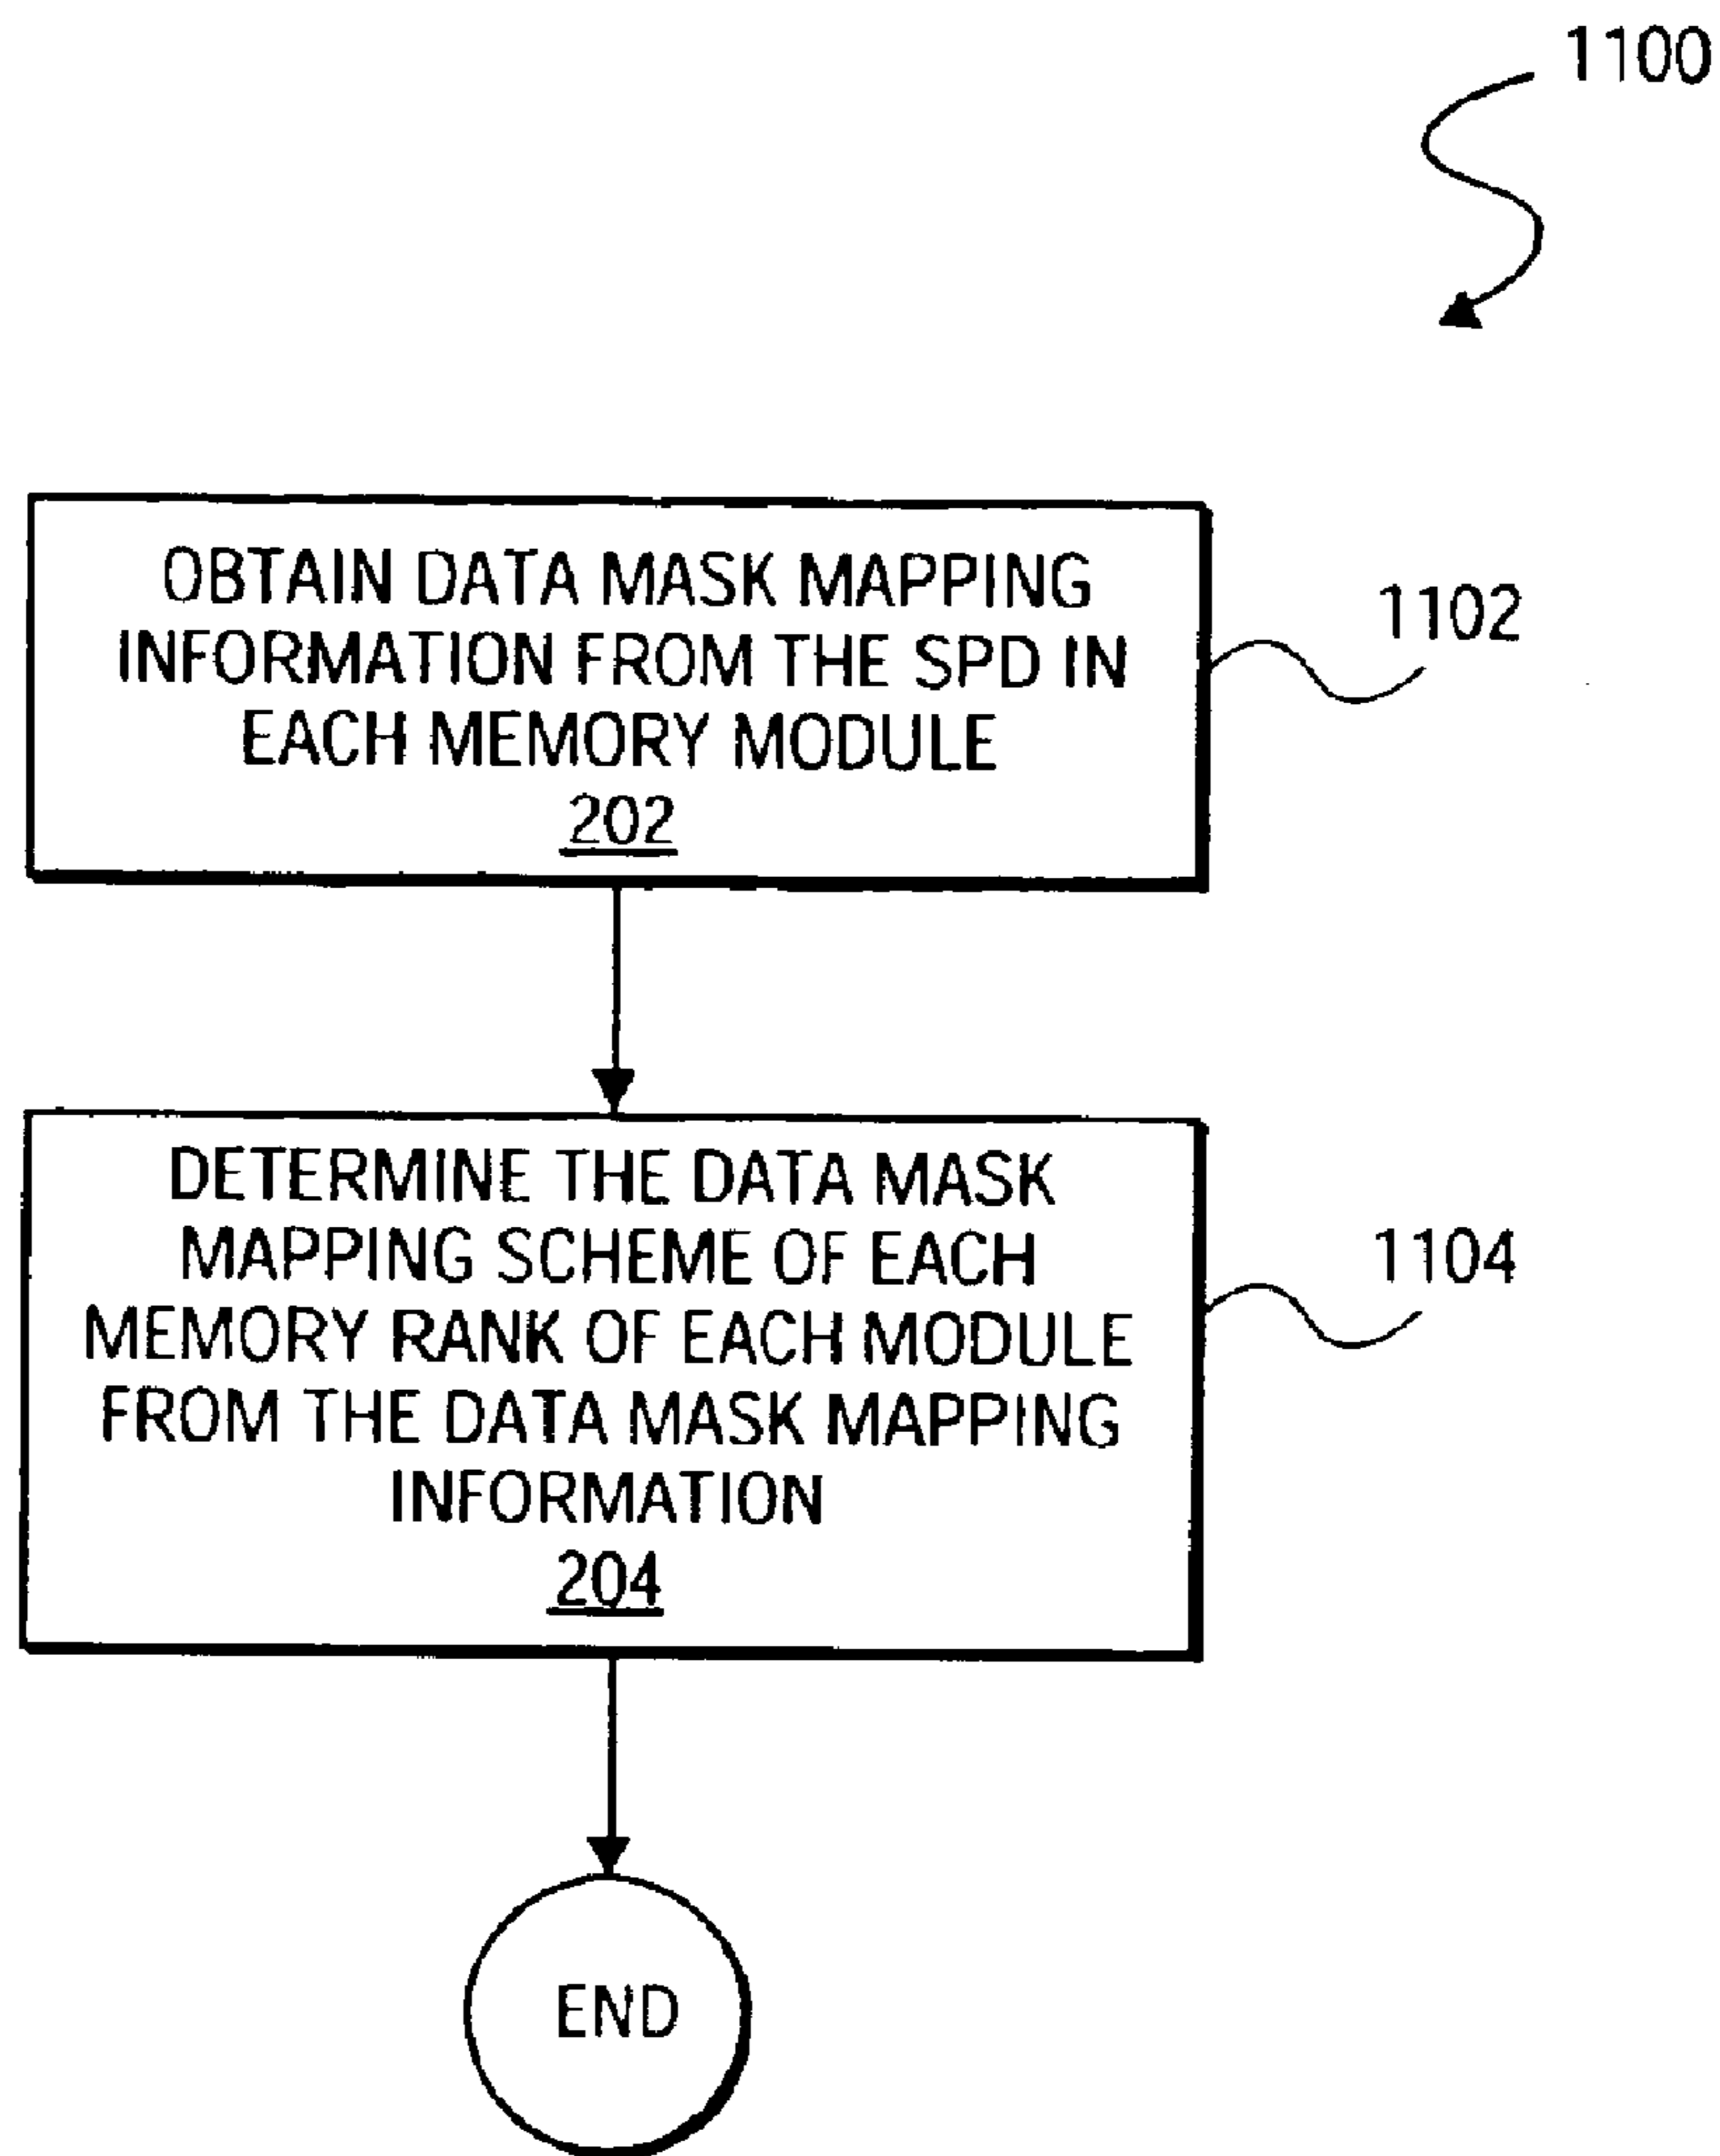 1100
OBTAIN DATA MASK MAPPING
INFORMATION FROM THE SPD IN
EACH MEMORY MODULE
202
1102
DETERMINE THE DATA MASK
MAPPING SCHEME OF EACH
MEMORY RANK OF EACH MODULE
FROM THE DATA MASK MAPPING
INFORMATION
204
1104
END